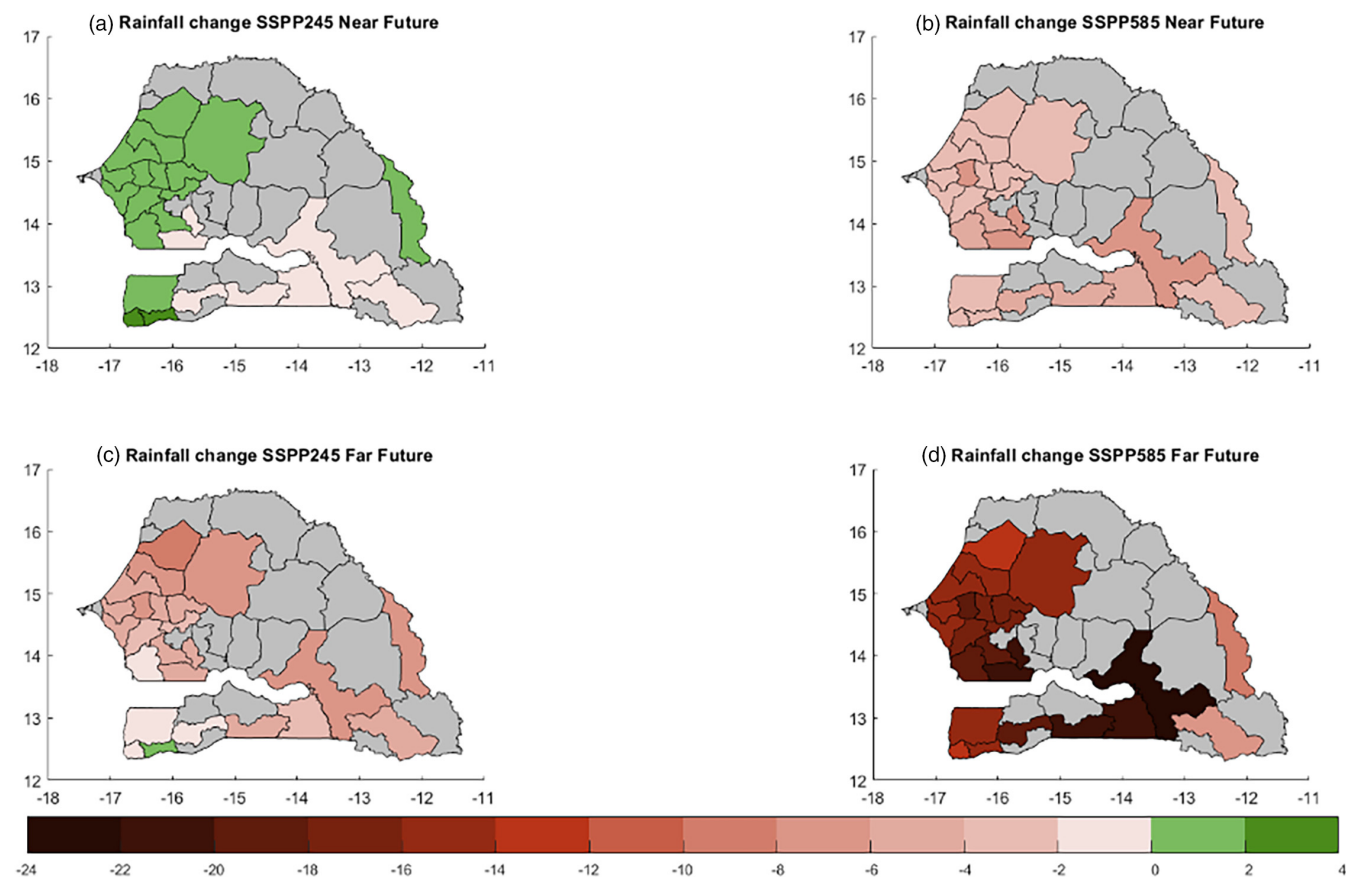 (a) Rainfall change SSPP245 Near Future
(b) Rainfall change SSPP585 Near Future
17
16
15
14
13
12
-18 -17 -16 -15 -14 -13 -12 -11
17
16
15
14
13
12
-18 -17 -16 -15 -14 -13 -12 -11
(c) Rainfall change SSPP245 Far Future
(d) Rainfall change SSPP585 Far Future
17
16
15
14
13
12
-18 -17 -16 -15 -14 -13 -12 -11
17
16
15
14
13
12
-18 -17 -16 -15 -14 -13 -12 -11
-24 -22 -20 -18 -16 -14 -12 -10 -8 -6 -4 -2 0 2 4